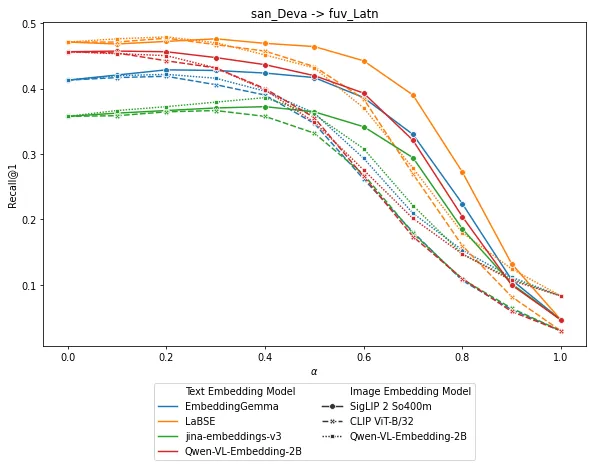 san_Deva -> fuv_Latn
Recall@1
0.5
0.4
0.3
0.2
0.1
0.0 0.2 0.4 0.6 0.8 1.0
α
Text Embedding Model Image Embedding Model
EmbeddingGemma SigLIP 2 So400m
LaBSE CLIP ViT-B/32
jina-embeddings-v3 Qwen-VL-Embedding-2B
Qwen-VL-Embedding-2B